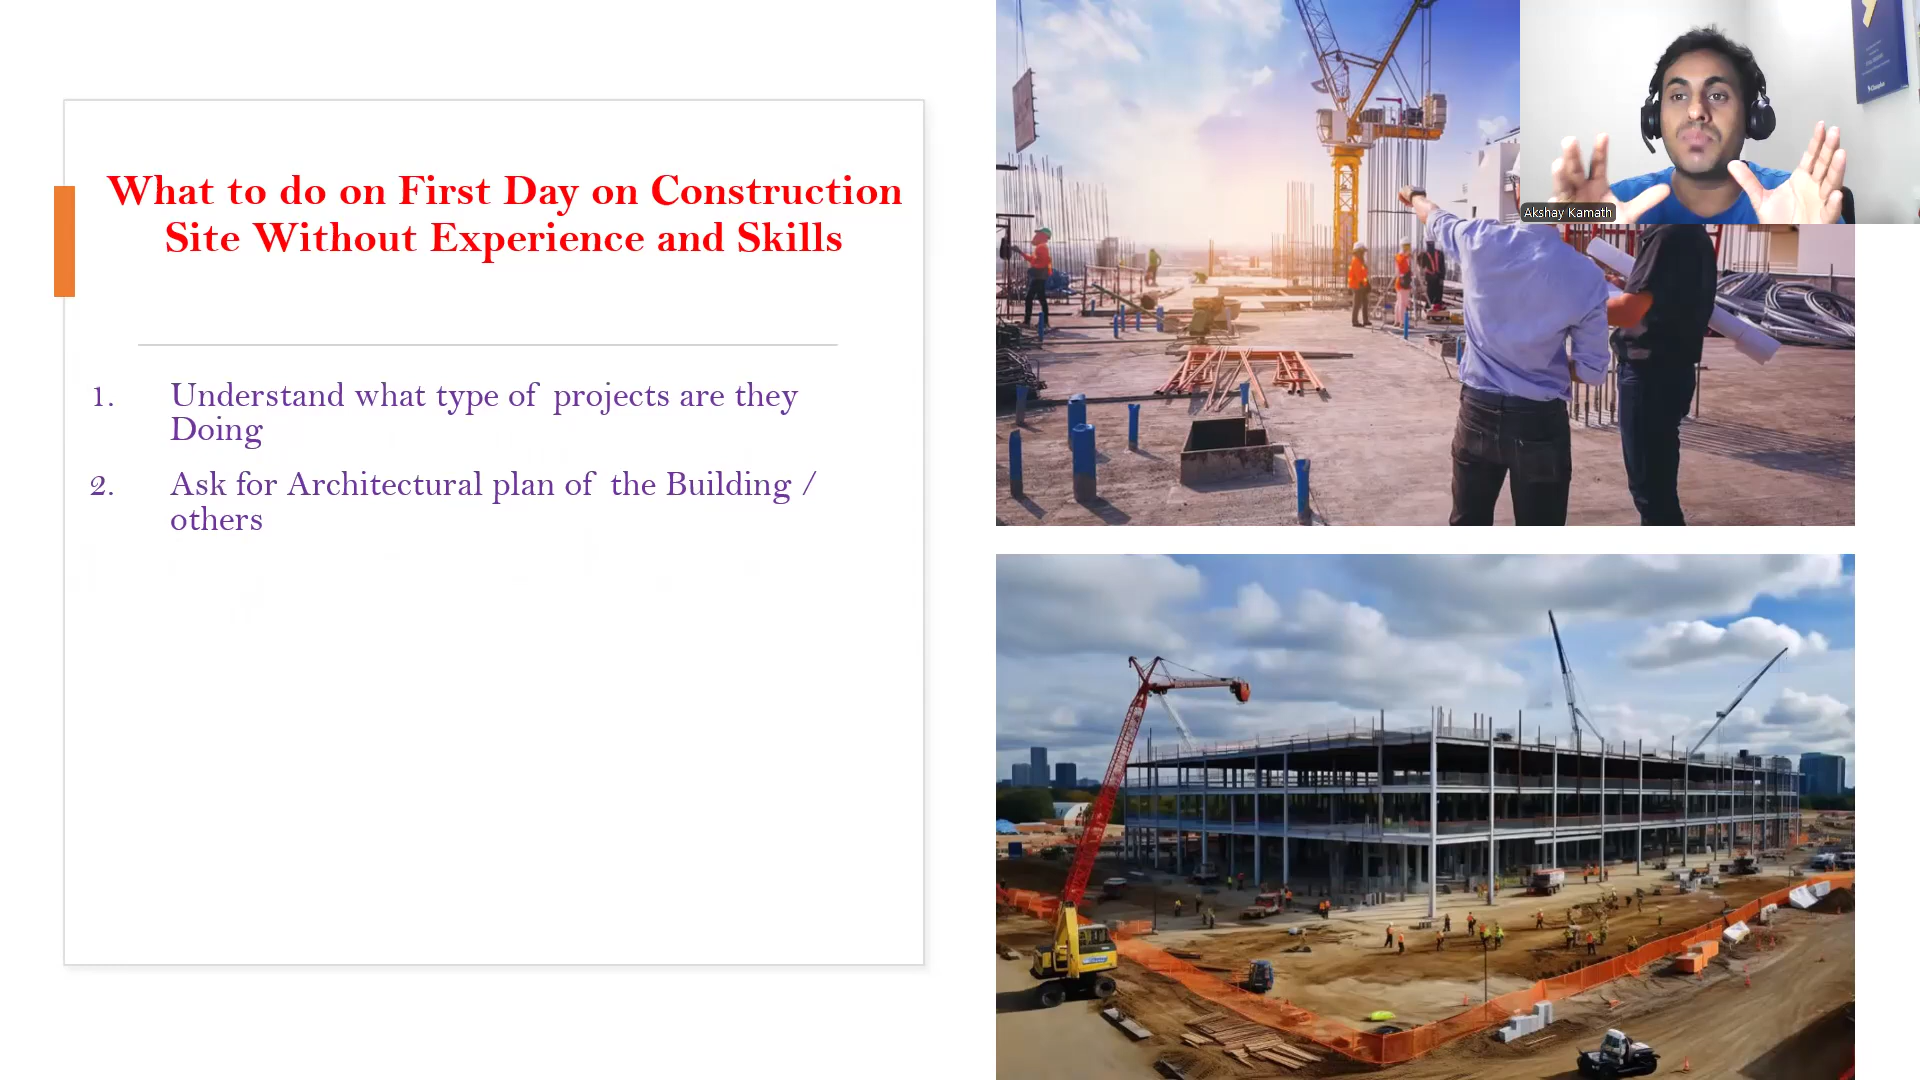 What to do on First Day on Construction
Site Without Experience and Skills
1. Understand what type of projects are they
Doing
2. Ask for Architectural plan of the Building /
others
Akshay Kamath